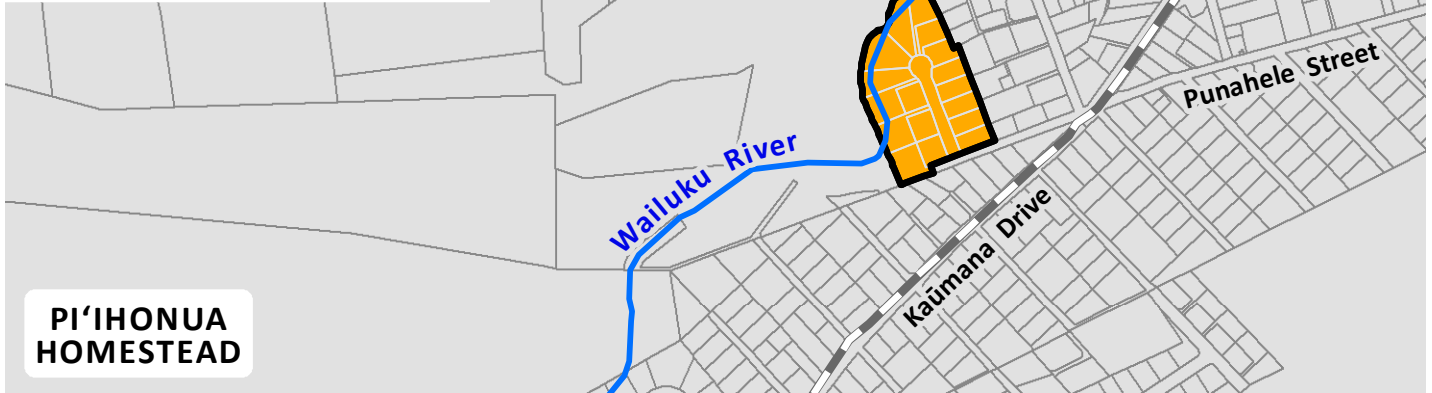 Punahele Street
Wailuku River
Kaūmana Drive
PI‘IHONUA
HOMESTEAD